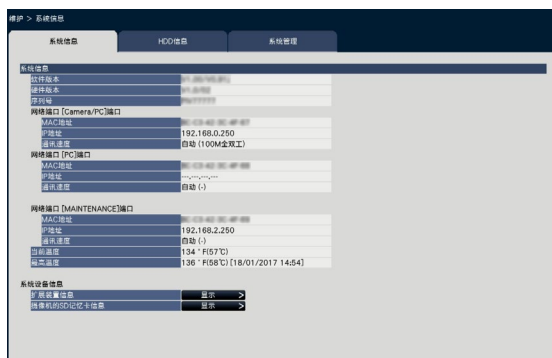 维护 > 系统信息
系统信息 HDD信息 系统管理
系统信息
软件版本
硬件版本
序列号
网络端口 [Camera/PC]端口
MAC地址
IP地址 192.168.0.250
通讯速度 自动 (100M全双工)
网络端口 [PC]端口
MAC地址
IP地址 ---.---.---.---
通讯速度 自动 (-)
网络端口 [MAINTENANCE]端口
MAC地址
IP地址 192.168.2.250
通讯速度 自动 (-)
当前温度 134 ° F(57℃)
最高温度 136 ° F(58℃) [18/01/2017 14:54]
系统设备信息
扩展装置信息 显示 >
摄像机的SD记忆卡信息 显示 >